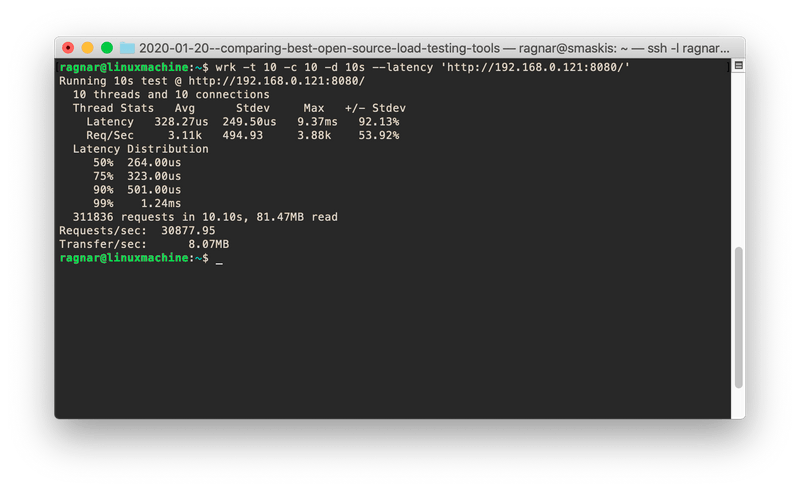 2020-01-20--comparing-best-open-source-load-testing-tools — ragnar@smaskis: ~ — ssh -l ragnar...
ragnar@linuxmachine:~$ wrk -t 10 -c 10 -d 10s --latency 'http://192.168.0.121:8080/'
Running 10s test @ http://192.168.0.121:8080/
  10 threads and 10 connections
  Thread Stats   Avg      Stdev     Max   +/- Stdev
    Latency   328.27us  249.50us   9.37ms   92.13%
    Req/Sec     3.11k   494.93     3.88k    53.92%
  Latency Distribution
     50%  264.00us
     75%  323.00us
     90%  501.00us
     99%    1.24ms
  311836 requests in 10.10s, 81.47MB read
Requests/sec:  30877.95
Transfer/sec:      8.07MB
ragnar@linuxmachine:~$ _